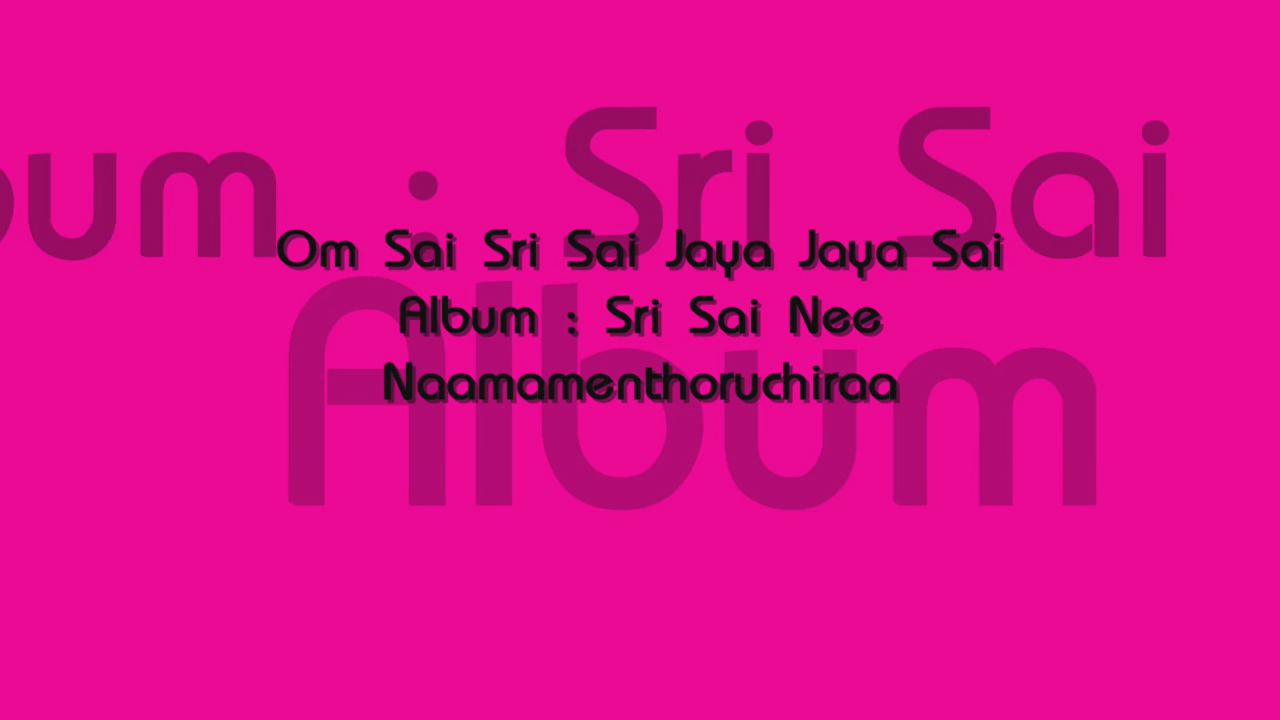 bum : Sri Sai
Om Sai Sri Sai Jaya Jaya Sai
Album : Sri Sai Nee
Naamamenthoruchiraa
Album